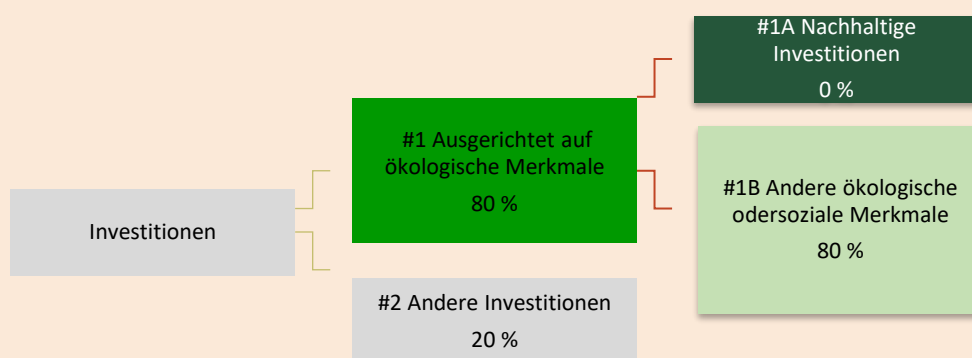 Investitionen
#1 Ausgerichtet auf
ökologische Merkmale
80 %
#2 Andere Investitionen
20 %
#1A Nachhaltige
Investitionen
0 %
#1B Andere ökologische
odersoziale Merkmale
80 %